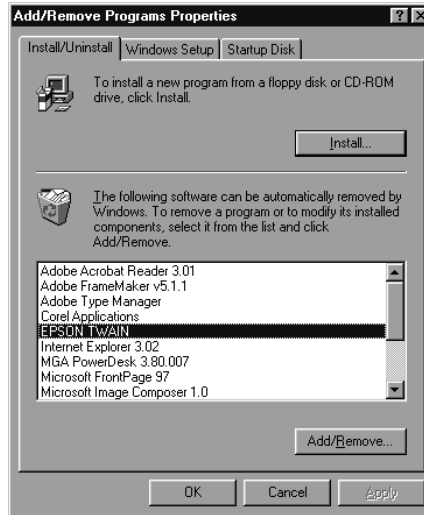 Add/Remove Programs Properties
Install/Uninstall Windows Setup Startup Disk
To install a new program from a floppy disk or CD-ROM
drive, click Install.
Install...
The following software can be automatically removed by
Windows. To remove a program or to modify its installed
components, select it from the list and click
Add/Remove.
Adobe Acrobat Reader 3.01
Adobe FrameMaker v5.1.1
Adobe Type Manager
Corel Applications
EPSON TWAIN
Internet Explorer 3.02
MGA PowerDesk 3.80.007
Microsoft FrontPage 97
Microsoft Image Composer 1.0
Add/Remove...
OK Cancel Apply